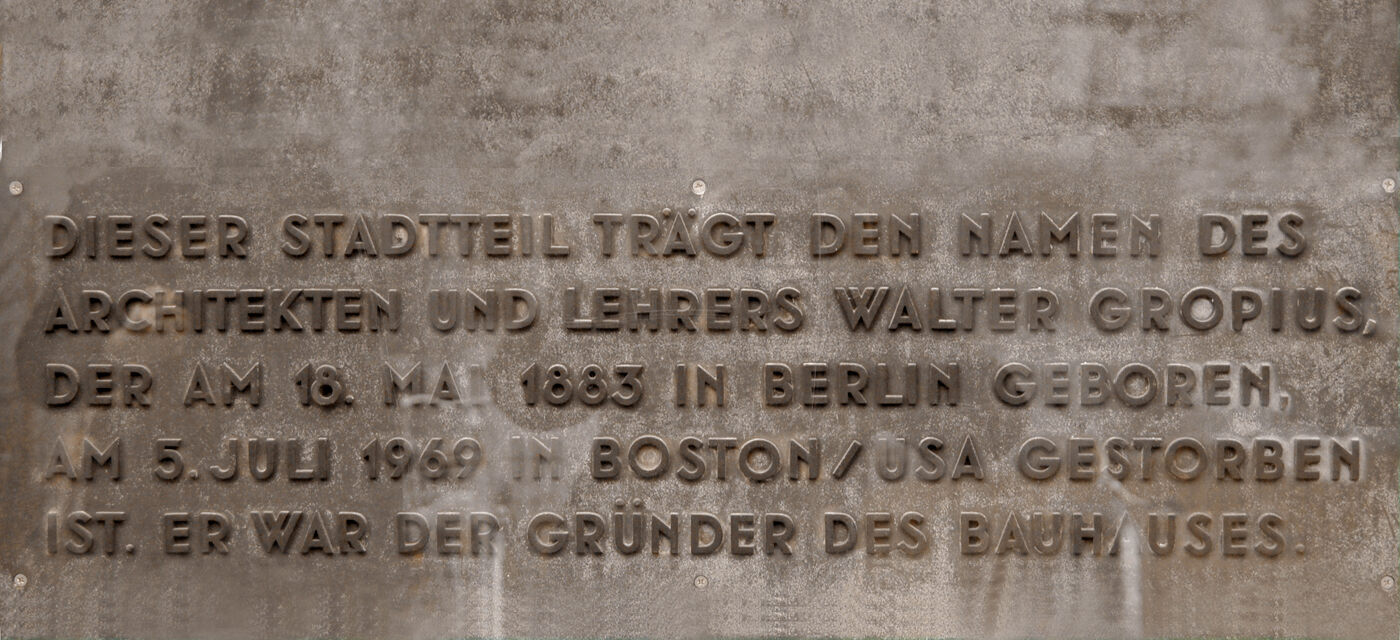 DIESER STADTTEIL TRÄGT DEN NAMEN DES
ARCHITEKTEN UND LEHRERS WALTER GROPIUS,
DER AM 18. MAI 1883 IN BERLIN GEBOREN,
AM 5. JULI 1969 IN BOSTON/USA GESTORBEN
IST. ER WAR DER GRÜNDER DES BAUHAUSES.